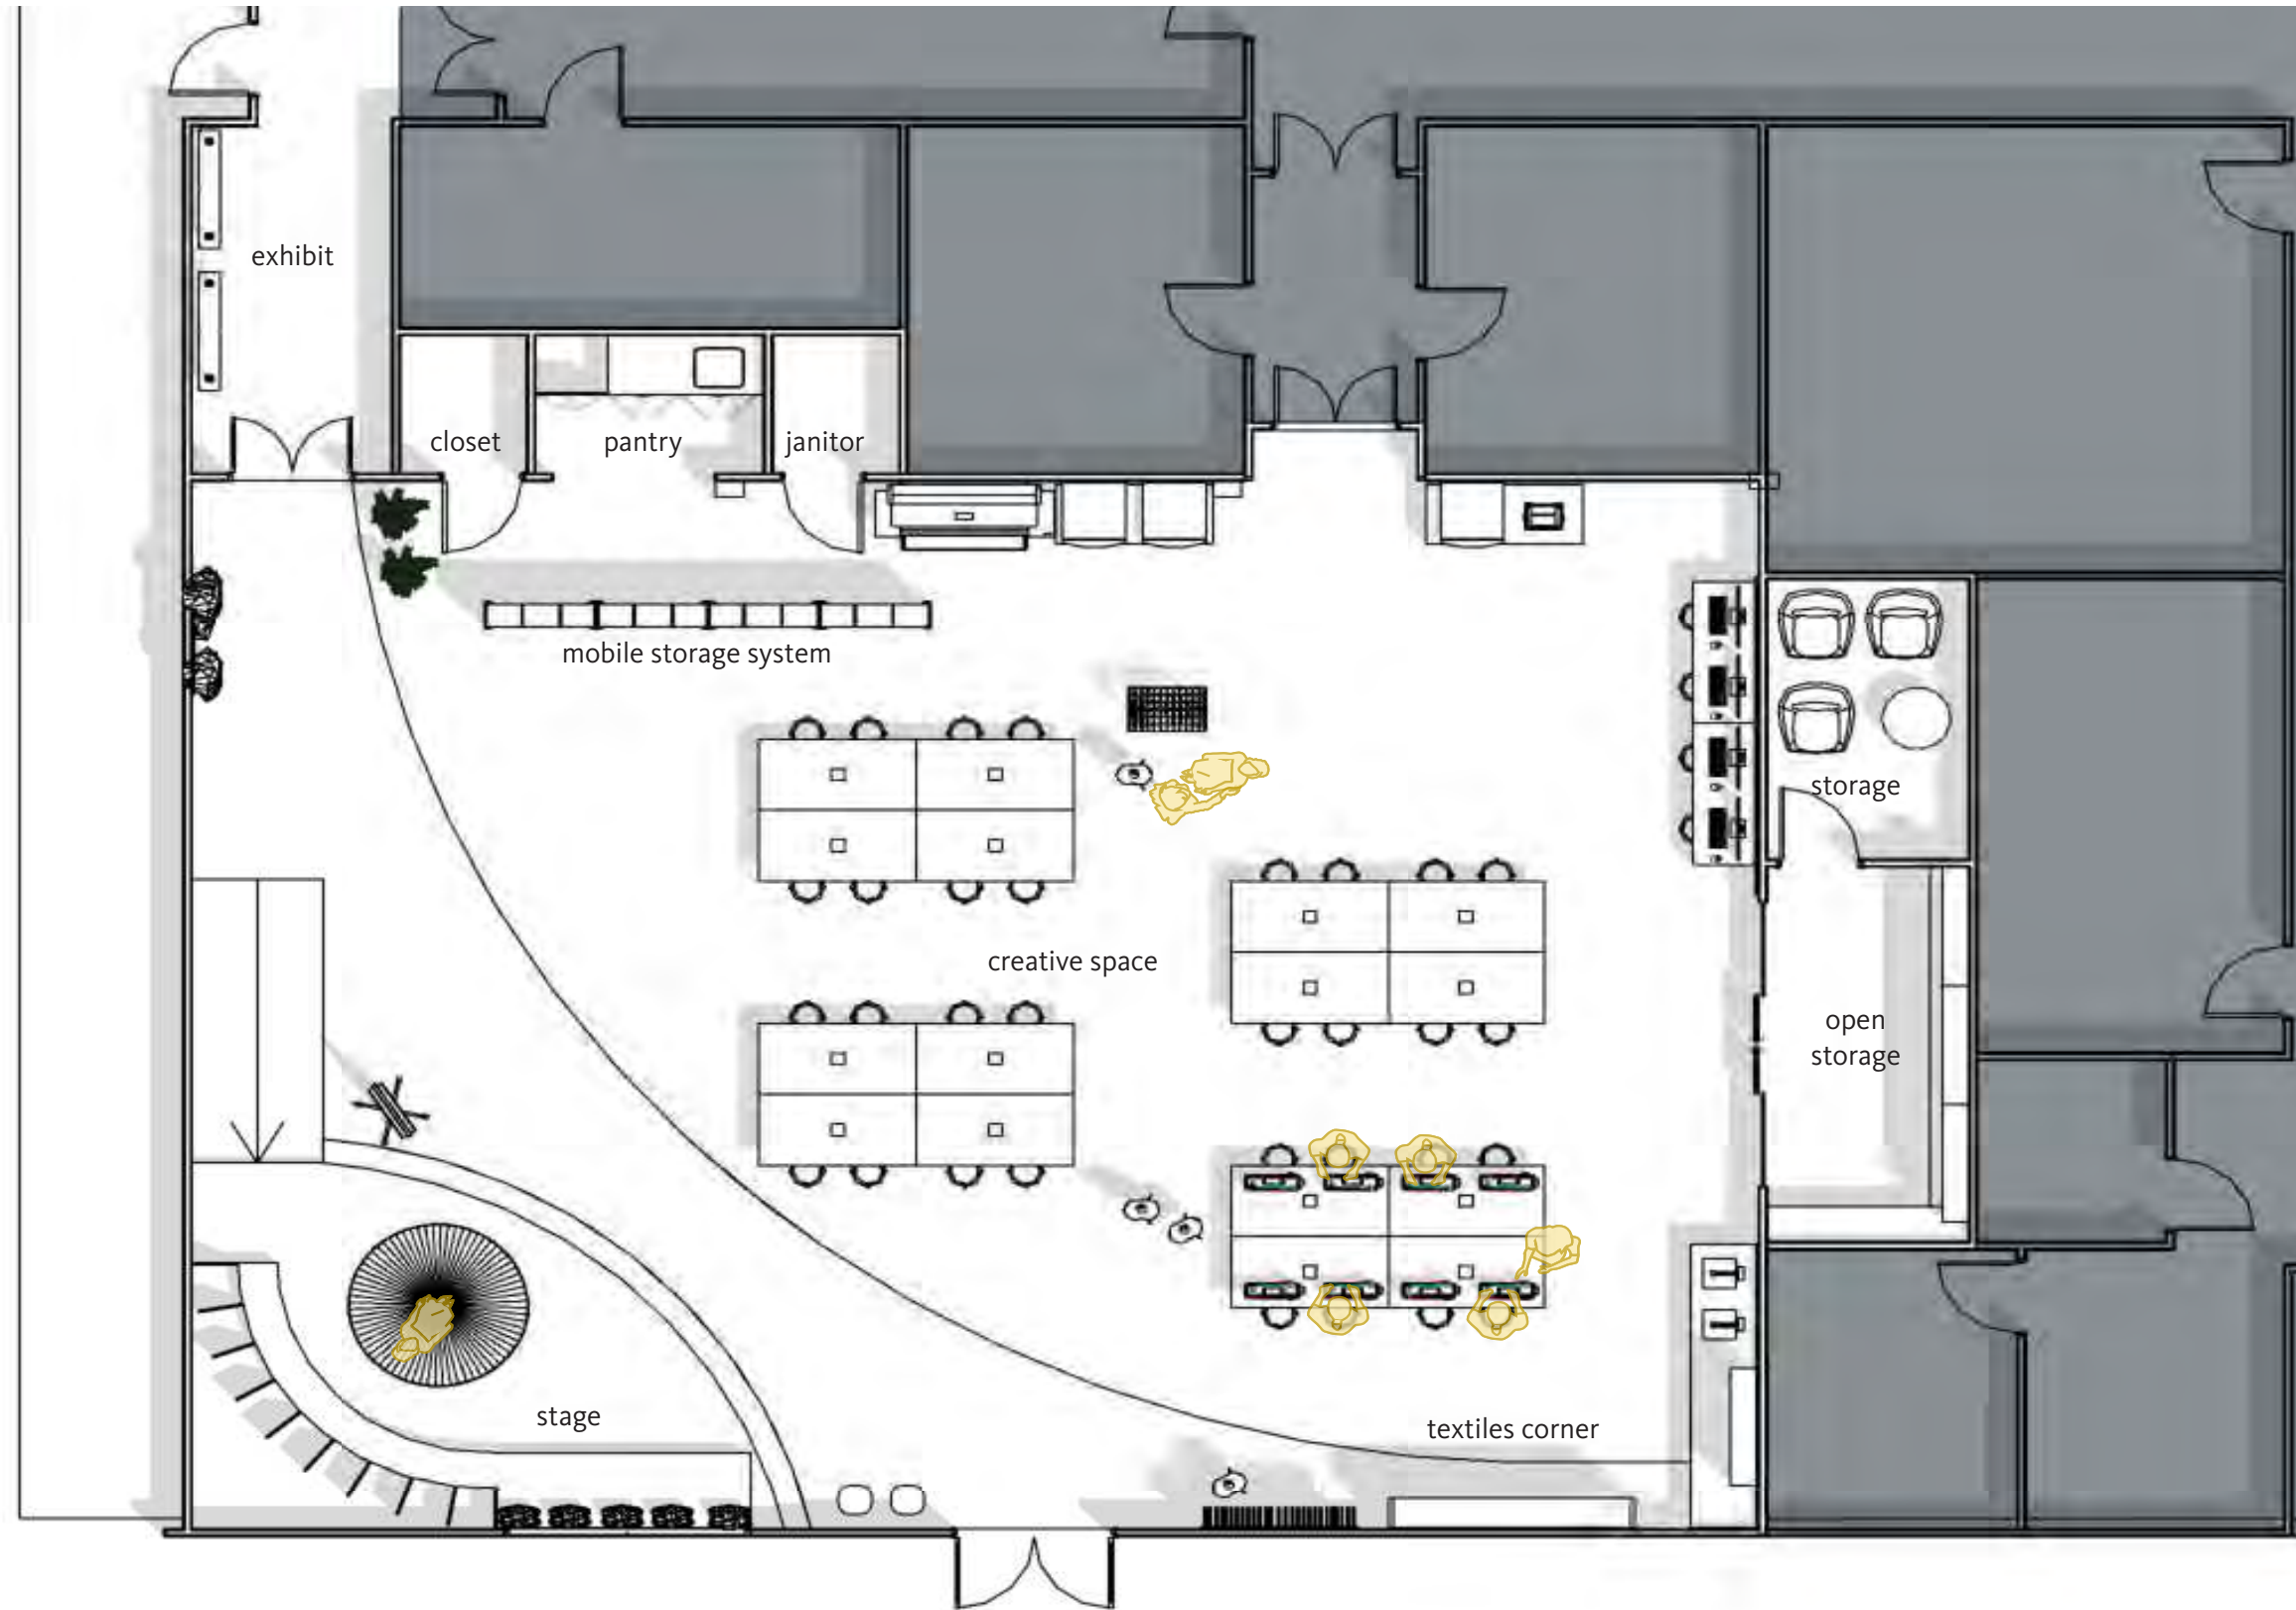 exhibit
closet
pantry
janitor
mobile storage system
storage
creative space
open
storage
stage
textiles corner